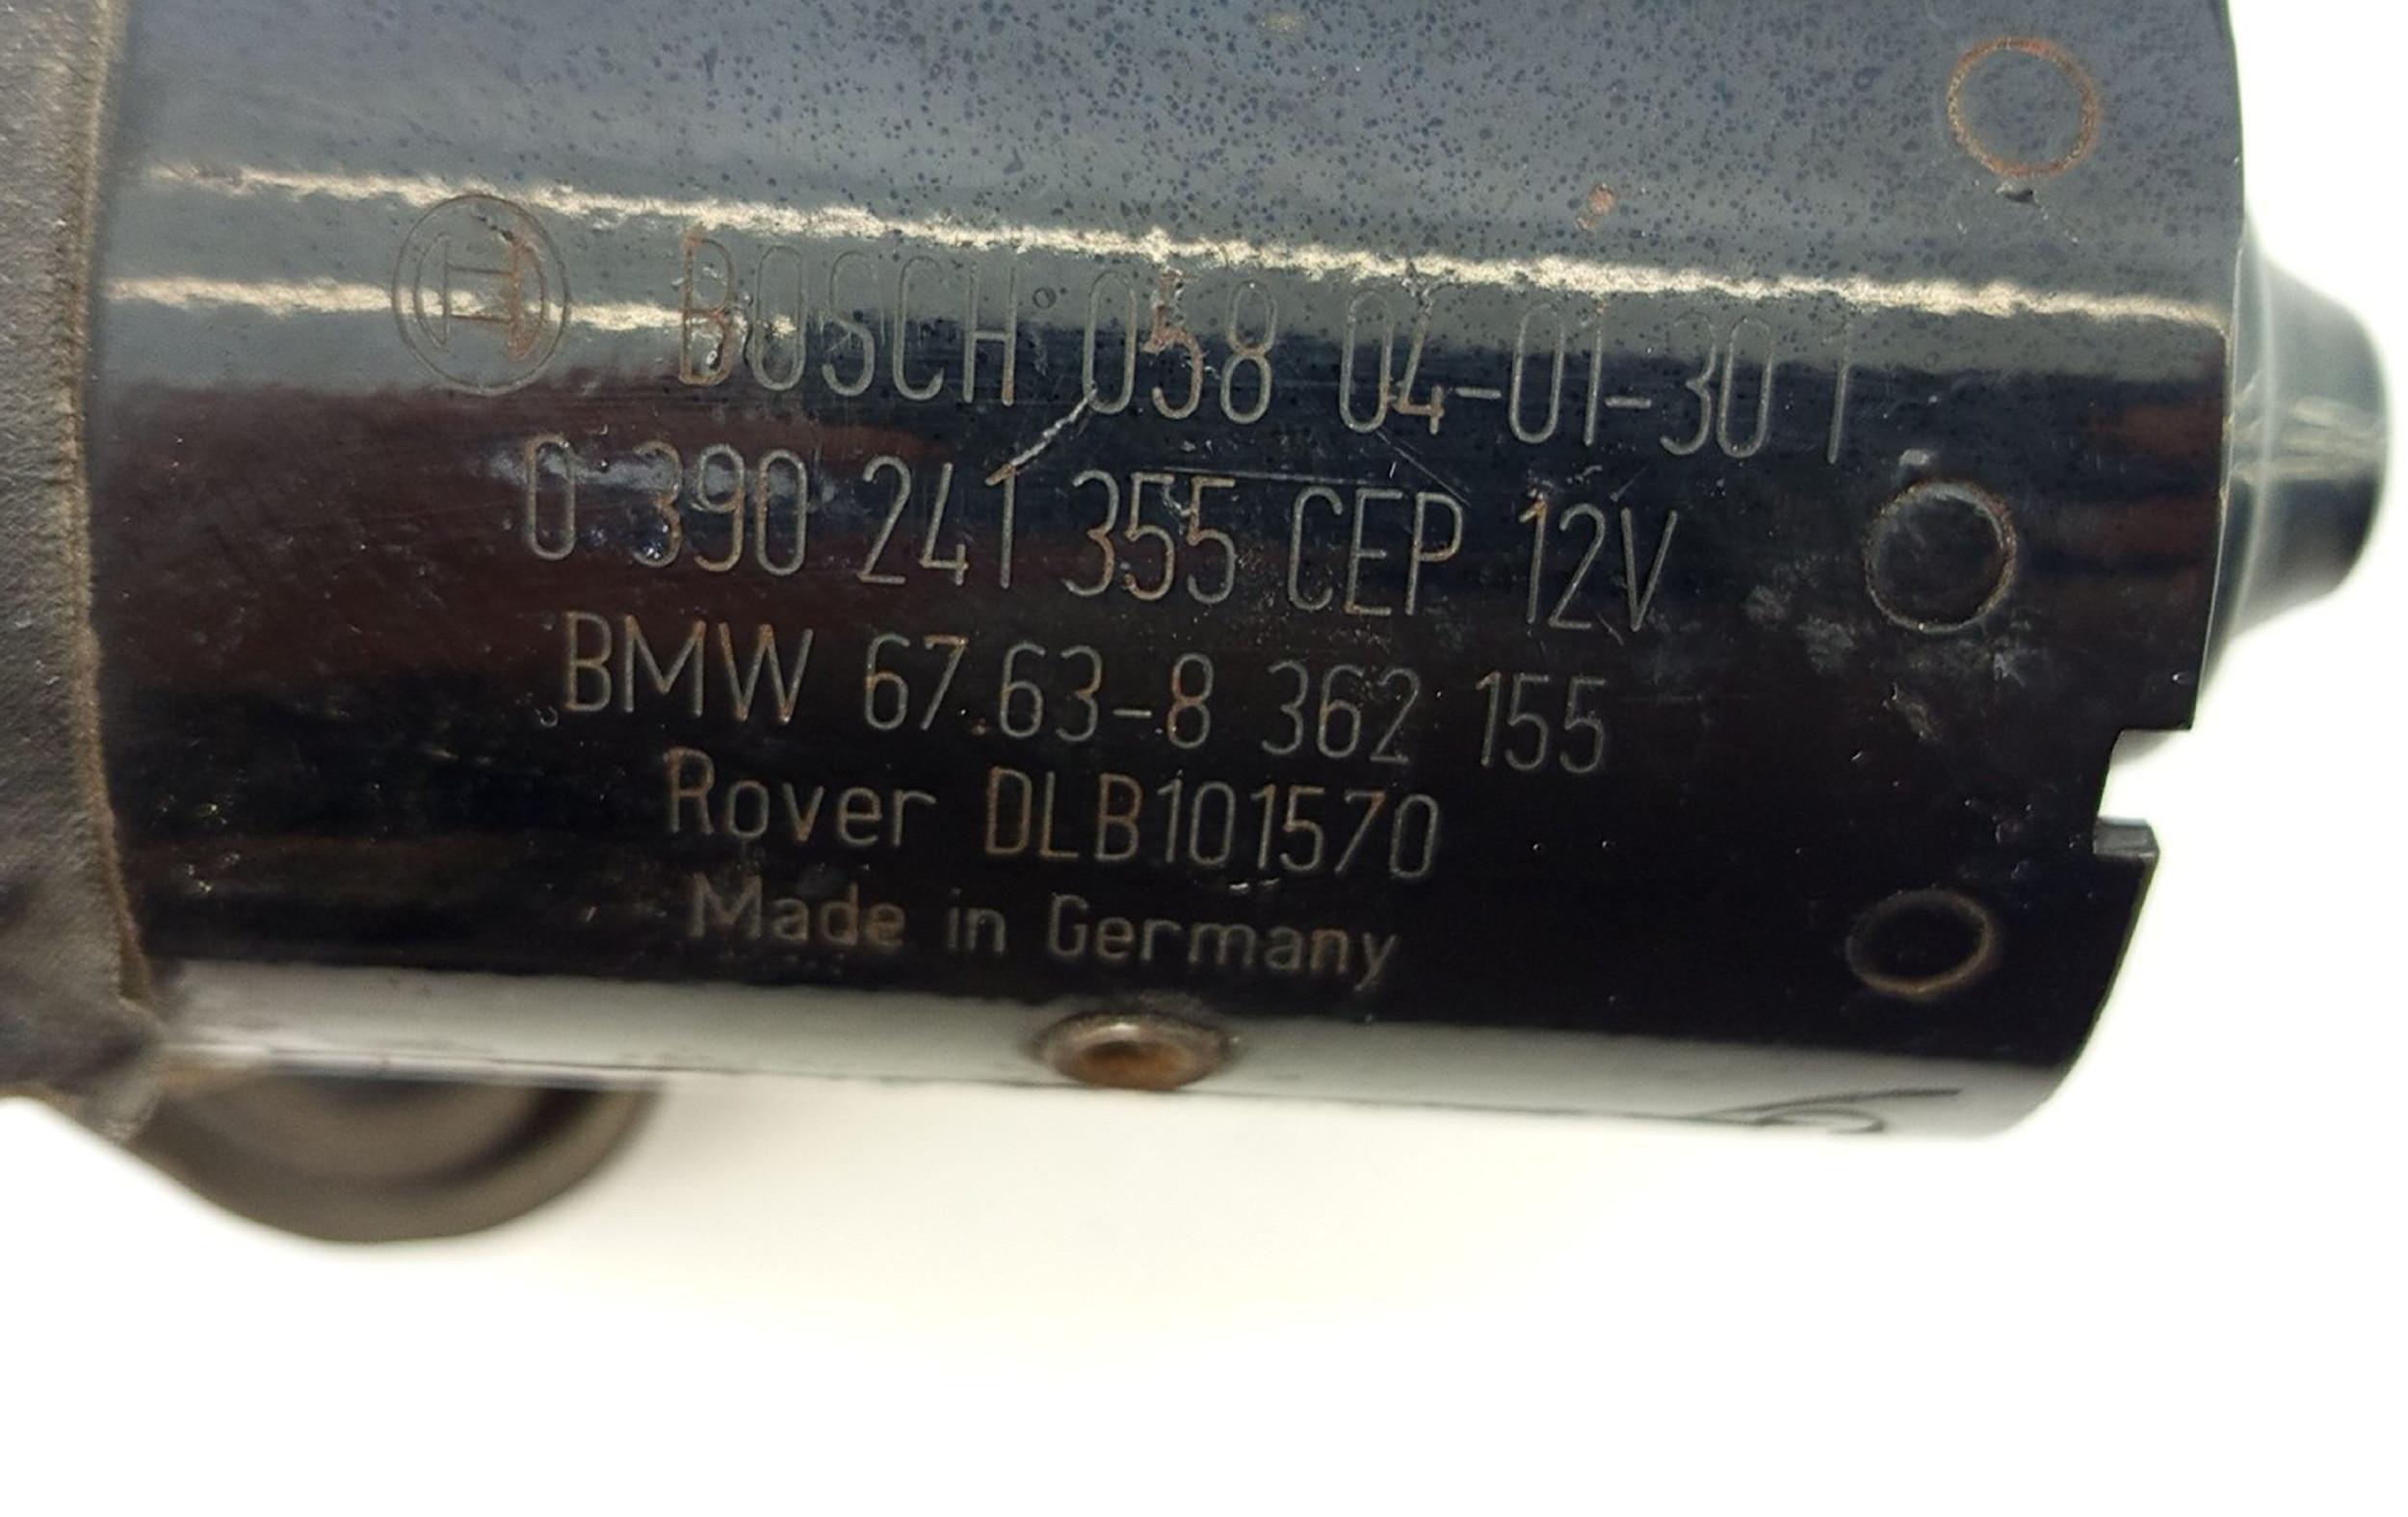 BOSCH 058 04-01-30 1
0 390 241 355 CEP 12V
BMW 67.63-8 362 155
Rover DLB101570
Made in Germany